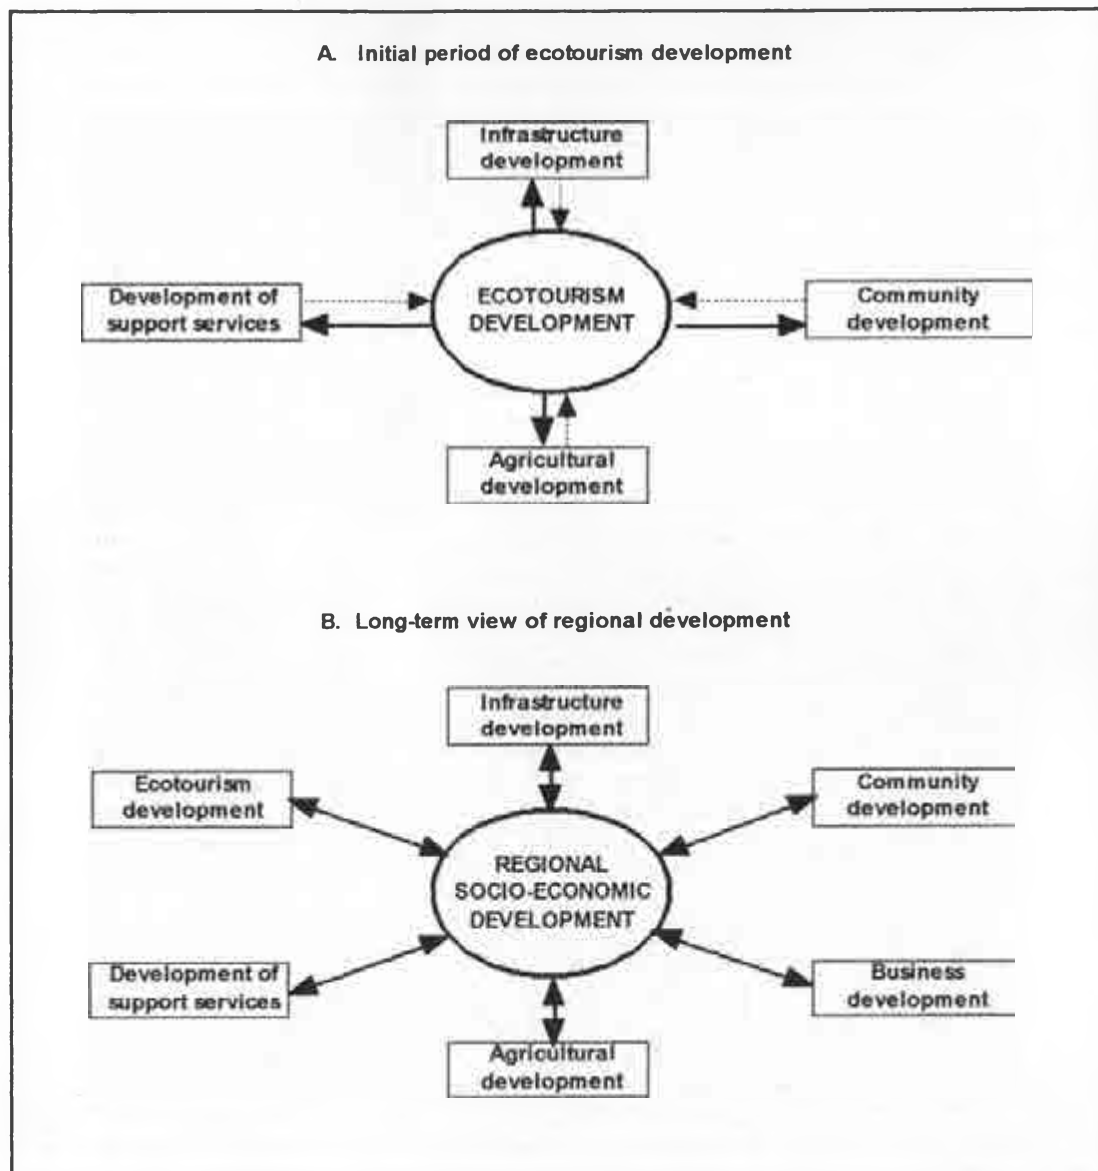 A. Initial period of ecotourism development
Infrastructure
development
Development of
support services
ECOTOURISM
DEVELOPMENT
Community
development
Agricultural
development
B. Long-term view of regional development
Infrastructure
development
Ecotourism
development
Community
development
REGIONAL
SOCIO-ECONOMIC
DEVELOPMENT
Development of
support services
Business
development
Agricultural
development